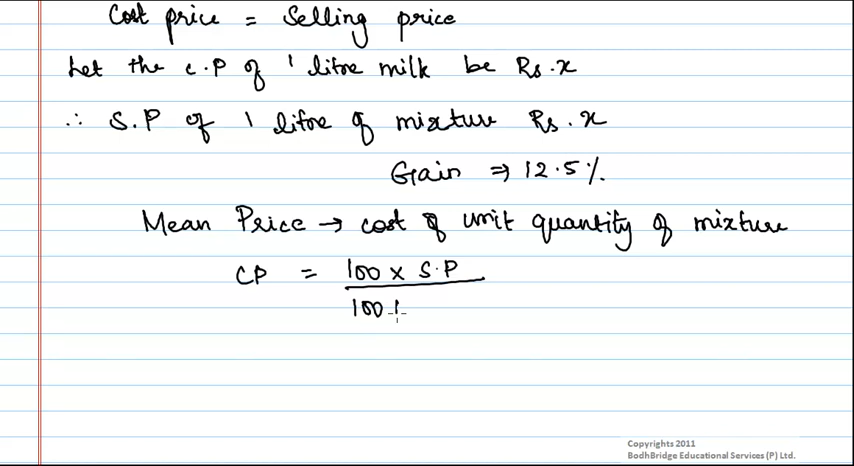 Cost price = Selling price
Let the C.P of 1 litre milk be Rs.x
∴ S.P of 1 litre of mixture Rs.x
Gain ⇒ 12.5%
Mean Price → cost of unit quantity of mixture
CP = 100 x S.P
100 +
Copyrights 2011
BodhBridge Educational Services (P) Ltd.